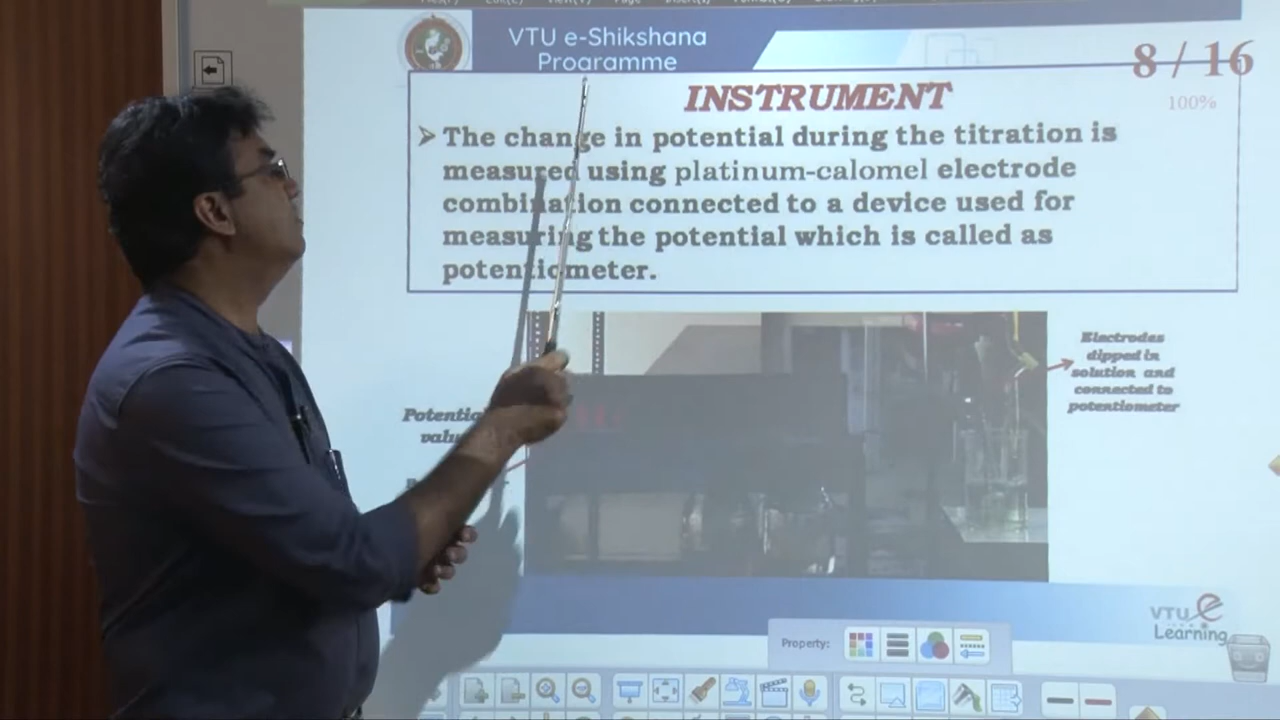 VTU e-Shikshana
Programme
8 / 16
100%
INSTRUMENT
➢ The change in potential during the titration is
measured using platinum-calomel electrode
combination connected to a device used for
measuring the potential which is called as
potentiometer.
Electrodes
dipped in
solution and
connected to
potentiometer
VTU e
Learning
Property: